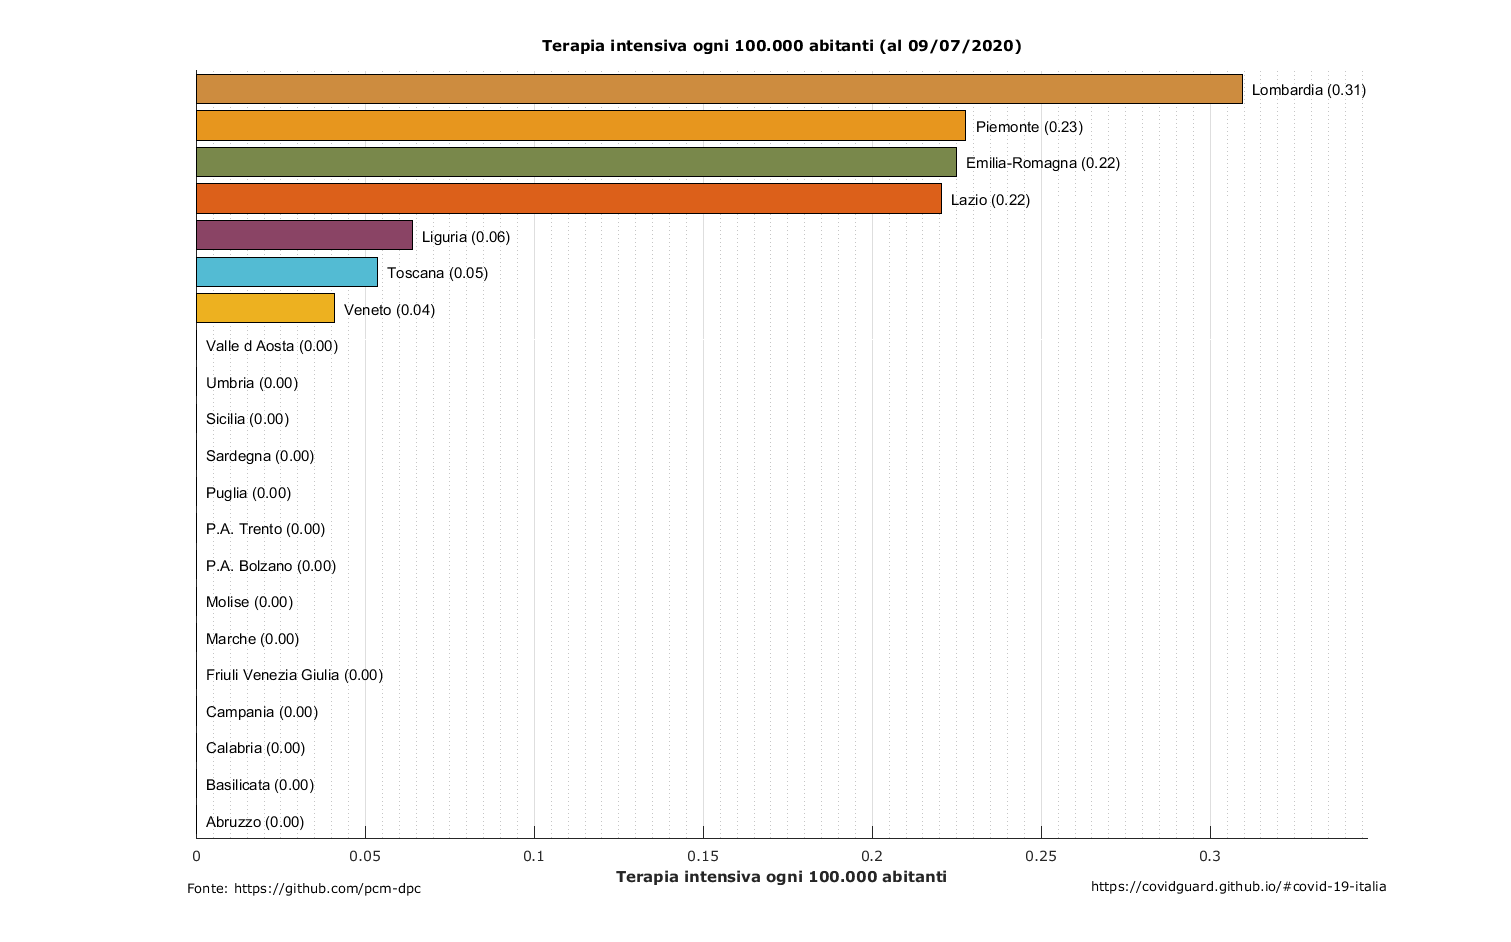 Terapia intensiva ogni 100.000 abitanti (al 09/07/2020)
Lombardia (0.31)
Piemonte (0.23)
Emilia-Romagna (0.22)
Lazio (0.22)
Liguria (0.06)
Toscana (0.05)
Veneto (0.04)
Valle d Aosta (0.00)
Umbria (0.00)
Sicilia (0.00)
Sardegna (0.00)
Puglia (0.00)
P.A. Trento (0.00)
P.A. Bolzano (0.00)
Molise (0.00)
Marche (0.00)
Friuli Venezia Giulia (0.00)
Campania (0.00)
Calabria (0.00)
Basilicata (0.00)
Abruzzo (0.00)
0 0.05 0.1 0.15 0.2 0.25 0.3
Terapia intensiva ogni 100.000 abitanti
Fonte: https://github.com/pcm-dpc
https://covidguard.github.io/#covid-19-italia